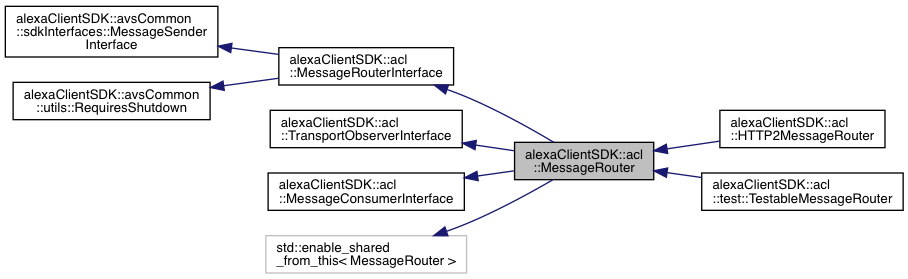 alexaClientSDK::avsCommon
::sdkInterfaces::MessageSender
Interface
alexaClientSDK::avsCommon
::utils::RequiresShutdown
alexaClientSDK::acl
::MessageRouterInterface
alexaClientSDK::acl
::TransportObserverInterface
alexaClientSDK::acl
::MessageConsumerInterface
std::enable_shared
_from_this< MessageRouter >
alexaClientSDK::acl
::MessageRouter
alexaClientSDK::acl
::HTTP2MessageRouter
alexaClientSDK::acl
::test::TestableMessageRouter